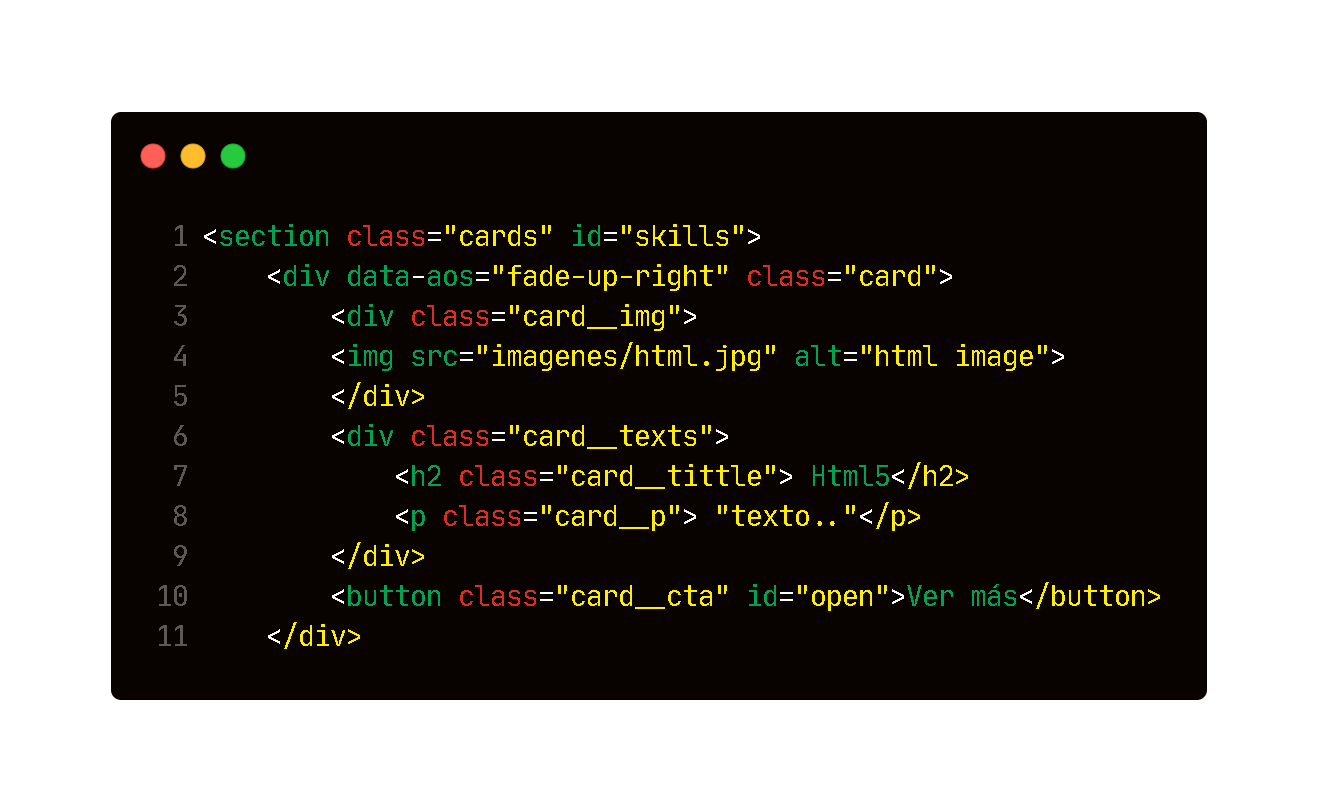 1 <section class="cards" id="skills">
2     <div data-aos="fade-up-right" class="card">
3         <div class="card__img">
4         <img src="imagenes/html.jpg" alt="html image">
5         </div>
6         <div class="card__texts">
7             <h2 class="card__tittle"> Html5</h2>
8             <p class="card__p"> "texto.."</p>
9         </div>
10         <button class="card__cta" id="open">Ver más</button>
11     </div>